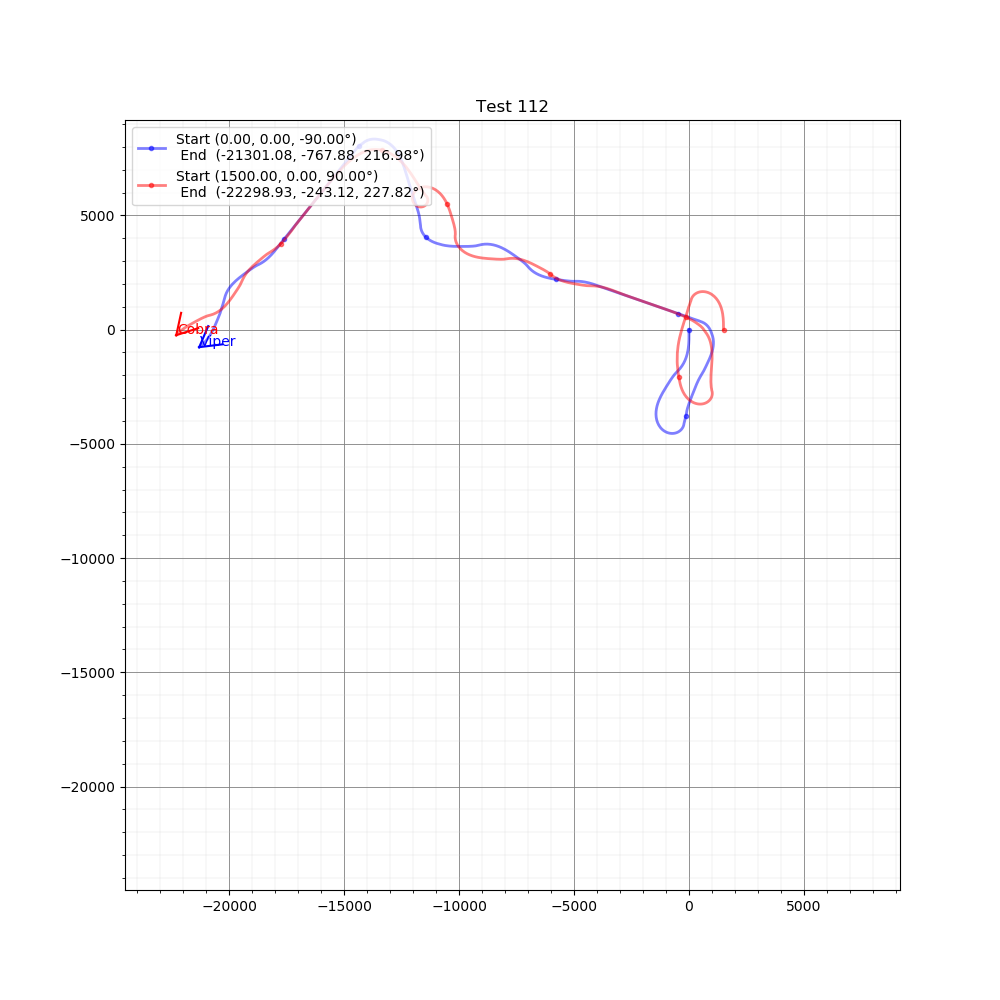 Test 112
Start (0.00, 0.00, -90.00°)
End (-21301.08, -767.88, 216.98°)
Start (1500.00, 0.00, 90.00°)
End (-22298.93, -243.12, 227.82°)
5000
0
−5000
−10000
−15000
−20000
Cobra
Viper
−20000 −15000 −10000 −5000 0 5000